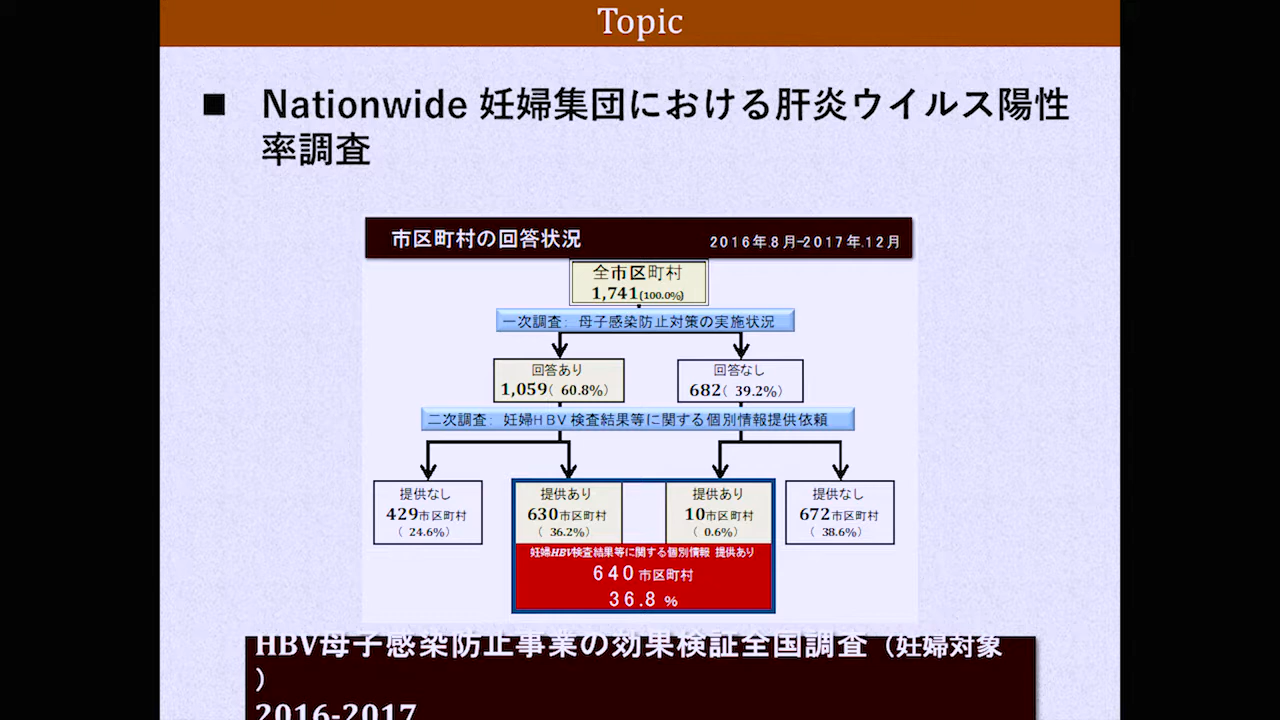 Topic
■ Nationwide 妊婦集団における肝炎ウイルス陽性
率調査
市区町村の回答状況 2016年.8月-2017年.12月
全市区町村
1,741(100.0%)
一次調査: 母子感染防止対策の実施状況
回答あり
1,059( 60.8%)
回答なし
682( 39.2%)
二次調査: 妊婦HBV 検査結果等に関する個別情報提供依頼
提供なし
429市区町村
( 24.6%)
提供あり
630市区町村
( 36.2%)
提供あり
10市区町村
( 0.6%)
提供なし
672市区町村
( 38.6%)
妊婦HBV検査結果等に関する個別情報 提供あり
640市区町村
36.8 %
HBV母子感染防止事業の効果検証全国調査（妊婦対象
）
2016-2017